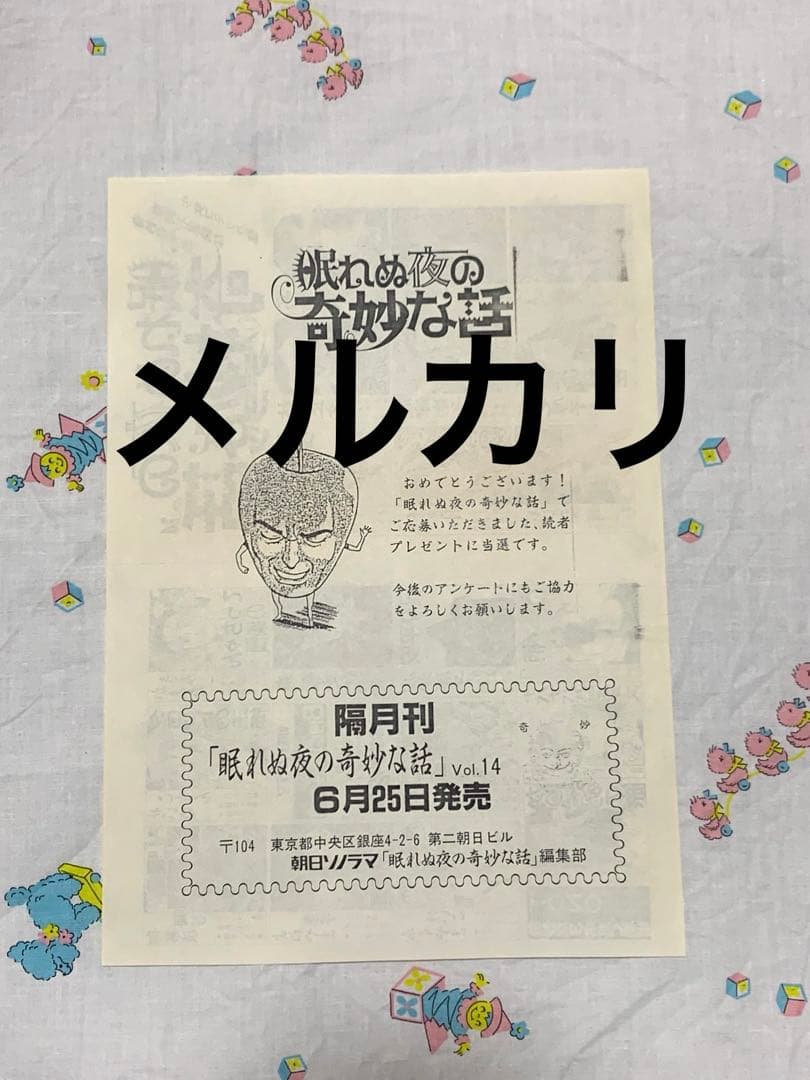 眠れぬ夜の
奇妙な話
メルカリ
おめでとうございます!
「眠れぬ夜の奇妙な話」で
ご応募いただきました、読者
プレゼントに当選です。
今後のアンケートにもご協力
をよろしくお願いします。
隔月刊
奇 妙
「眠れぬ夜の奇妙な話」Vol.14
6月25日発売
〒104 東京都中央区銀座4-2-6 第二朝日ビル
朝日ソノラマ「眠れぬ夜の奇妙な話」編集部